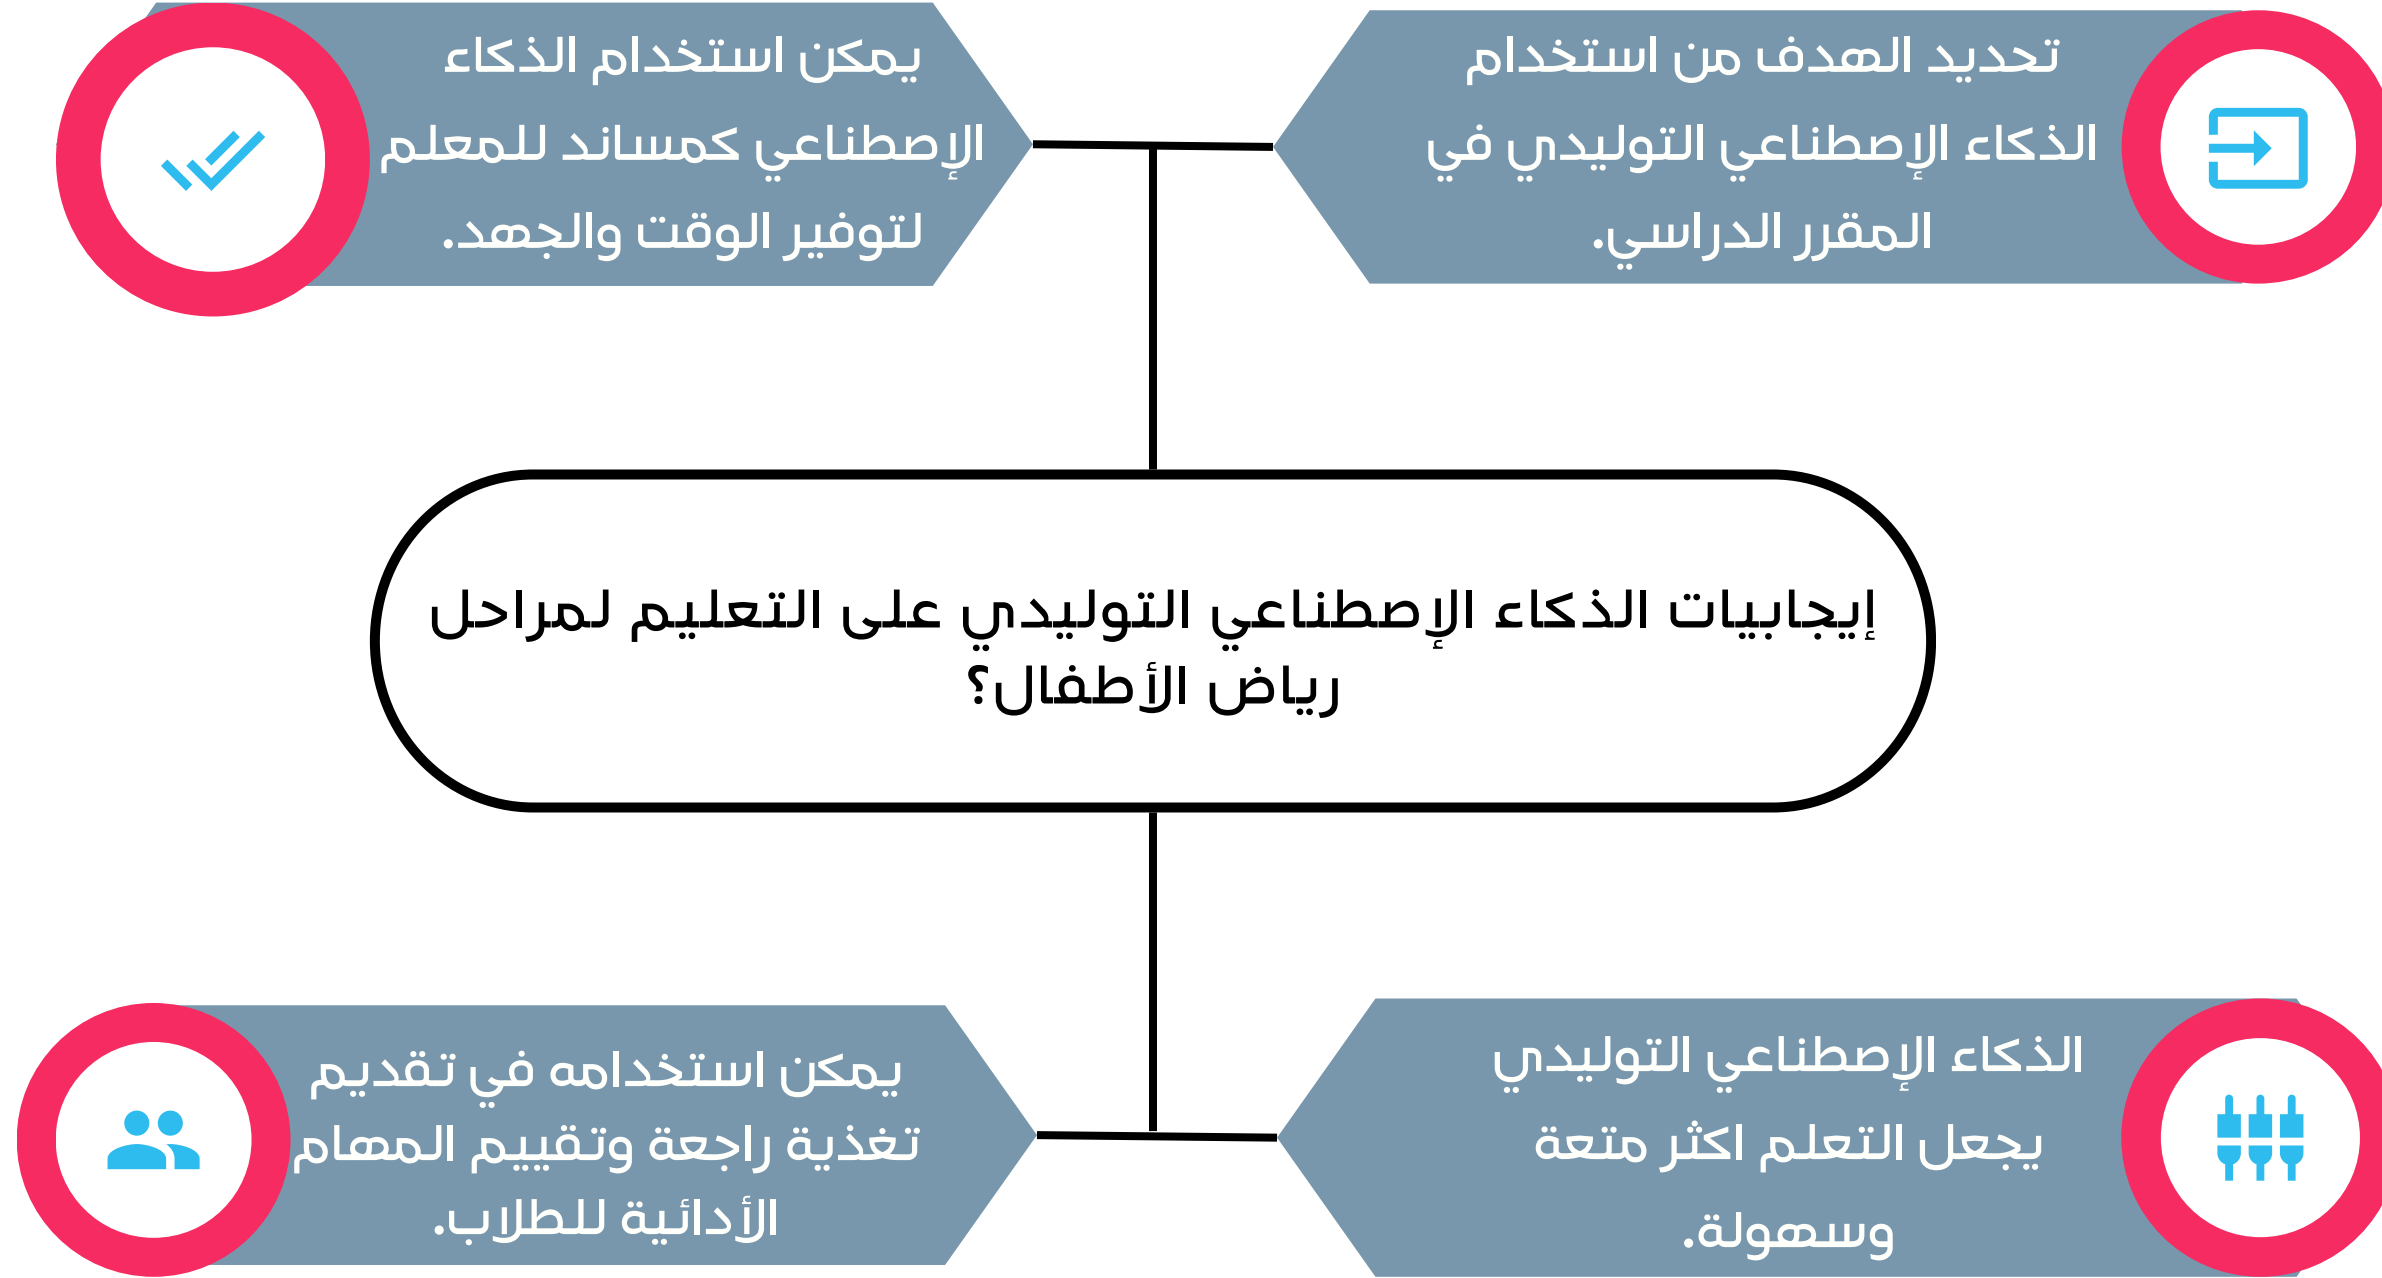 تحديد الهدف من استخدام
الذكاء الإصطناعي التوليدي في
المقرر الدراسي.
يمكن استخدام الذكاء
الإصطناعي كمساند للمعلم
لتوفير الوقت والجهد.
إيجابيات الذكاء الإصطناعي التوليدي على التعليم لمراحل
رياض الأطفال؟
الذكاء الإصطناعي التوليدي
يجعل التعلم اكثر متعة
وسهولة.
يمكن استخدامه في تقديم
تغذية راجعة وتقييم المهام
الأدائية للطلاب.